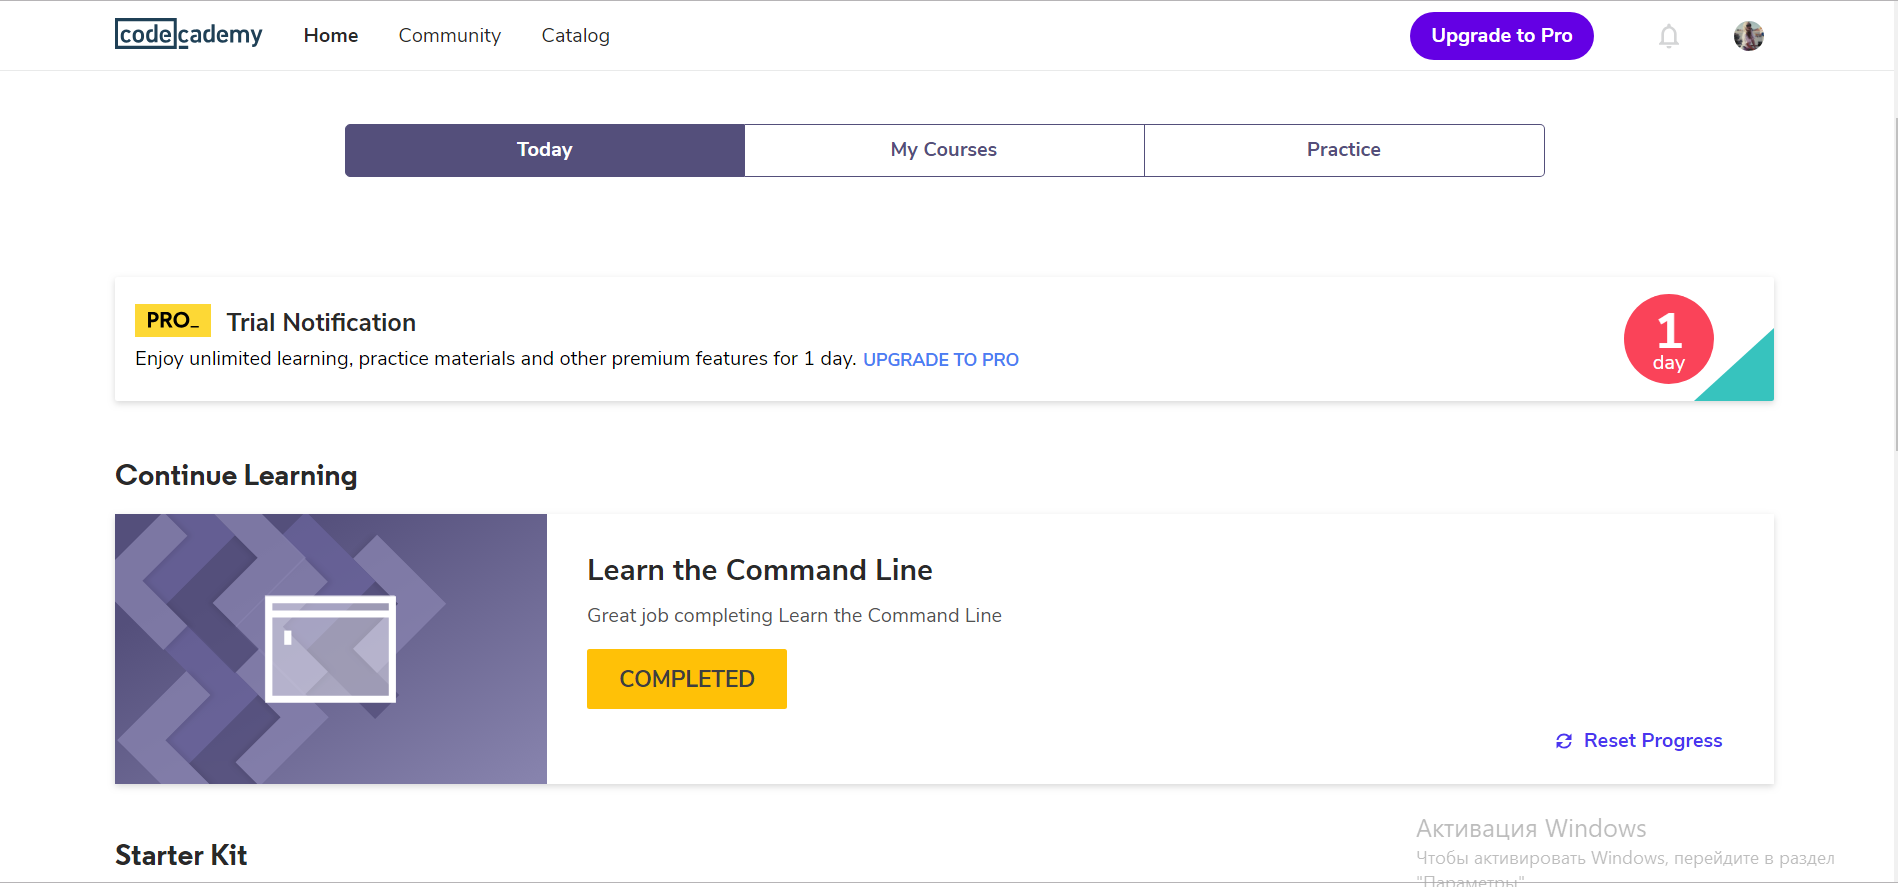 codecademy Home Community Catalog Upgrade to Pro
Today My Courses Practice
PRO_ Trial Notification
Enjoy unlimited learning, practice materials and other premium features for 1 day. UPGRADE TO PRO
1
day
Continue Learning
Learn the Command Line
Great job completing Learn the Command Line
COMPLETED
Reset Progress
Starter Kit
Активация Windows
Чтобы активировать Windows, перейдите в раздел
"Параметры"